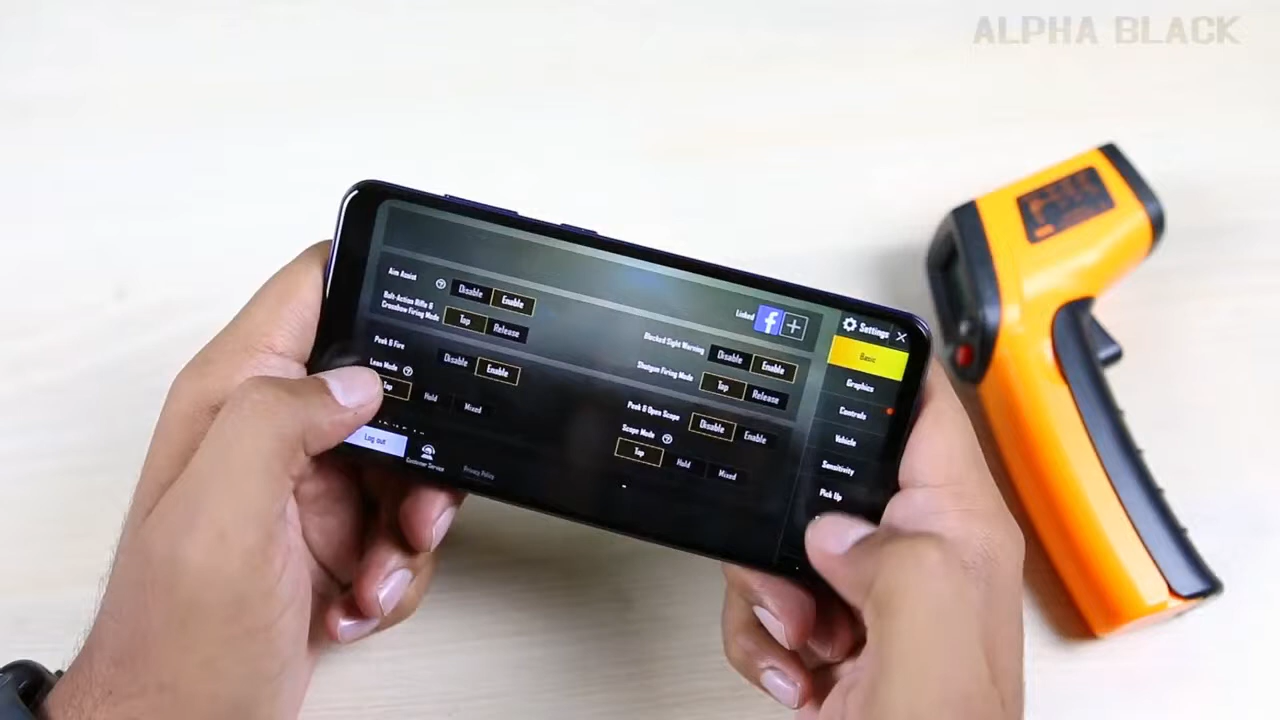 ALPHA BLACK
Aim Assist
Disable Enable
Bolt-Action Rifle &
Crossbow Firing Mode
Tap Release
Linked
Settings
Blocked Sight Warning
Disable Enable
Basic
Peek & Fire
Disable Enable
Shotgun Firing Mode
Tap Release
Graphics
Lean Mode
Tap Hold Mixed
Peek & Open Scope
Disable Enable
Controls
Scope Mode
Tap Hold Mixed
Vehicle
Sensitivity
Pick Up
Log out
Customer Service
Privacy Policy